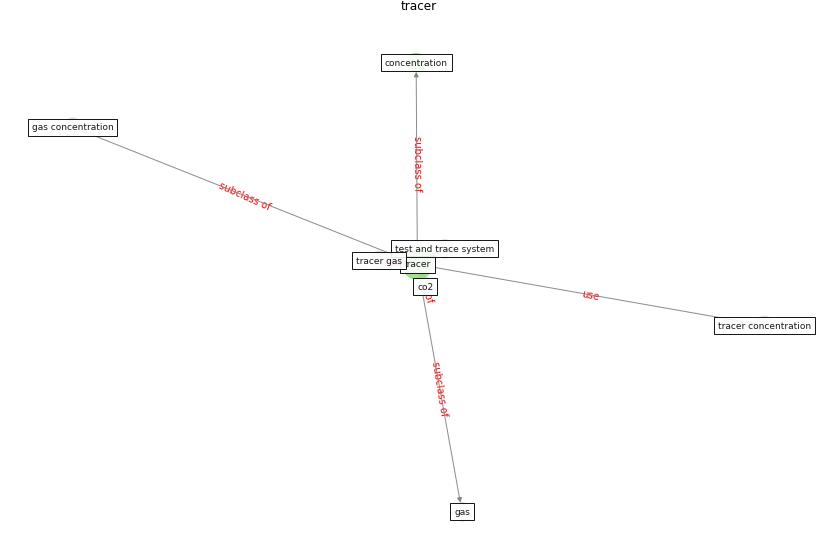 tracer
concentration
gas concentration
subclass of
subclass of
test and trace system
tracer gas
tracer
co2
of
use
tracer concentration
subclass of
gas